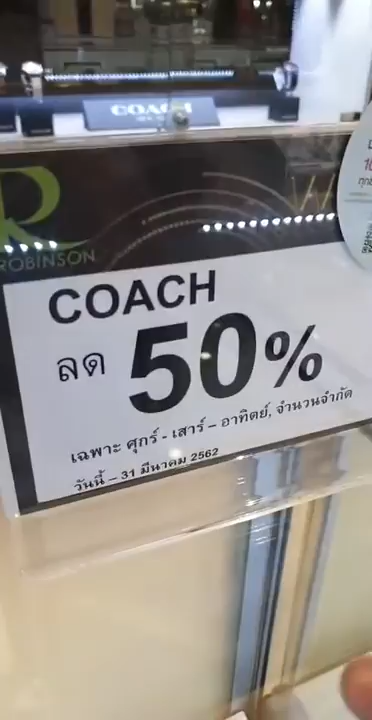 COACH
R
ROBINSON
COACH
ลด 50%
เฉพาะ ศุกร์ - เสาร์ – อาทิตย์, จำนวนจำกัด
วันนี้ – 31 มีนาคม 2562